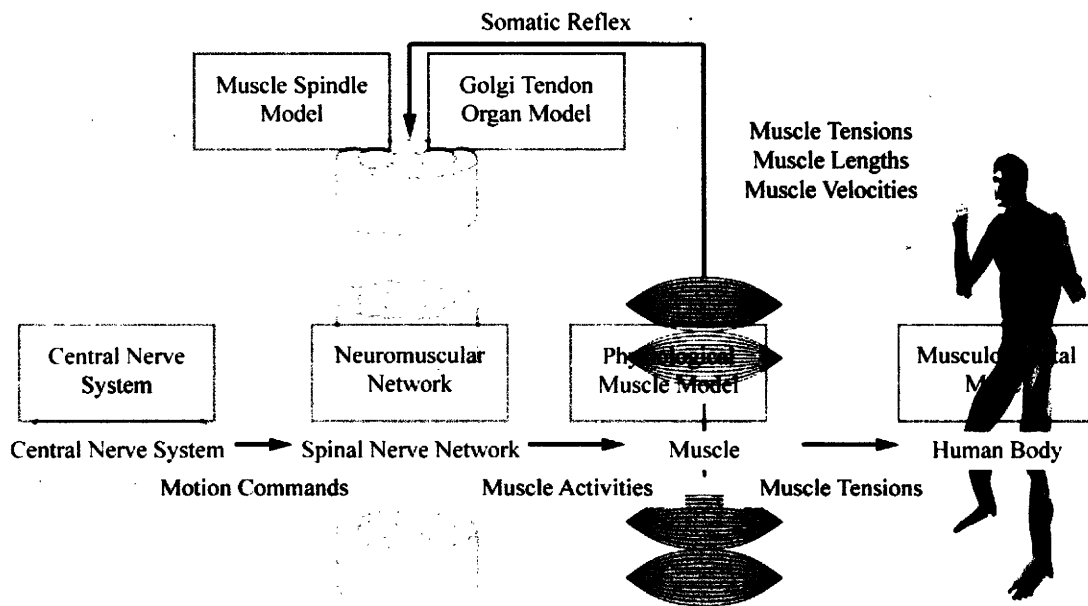 Somatic Reflex
Muscle Spindle
Model
Golgi Tendon
Organ Model
Muscle Tensions
Muscle Lengths
Muscle Velocities
Central Nerve
System
Neuromuscular
Network
Muscle Model
Central Nerve System
Spinal Nerve Network
Muscle
Human Body
Motion Commands
Muscle Activities
Muscle Tensions